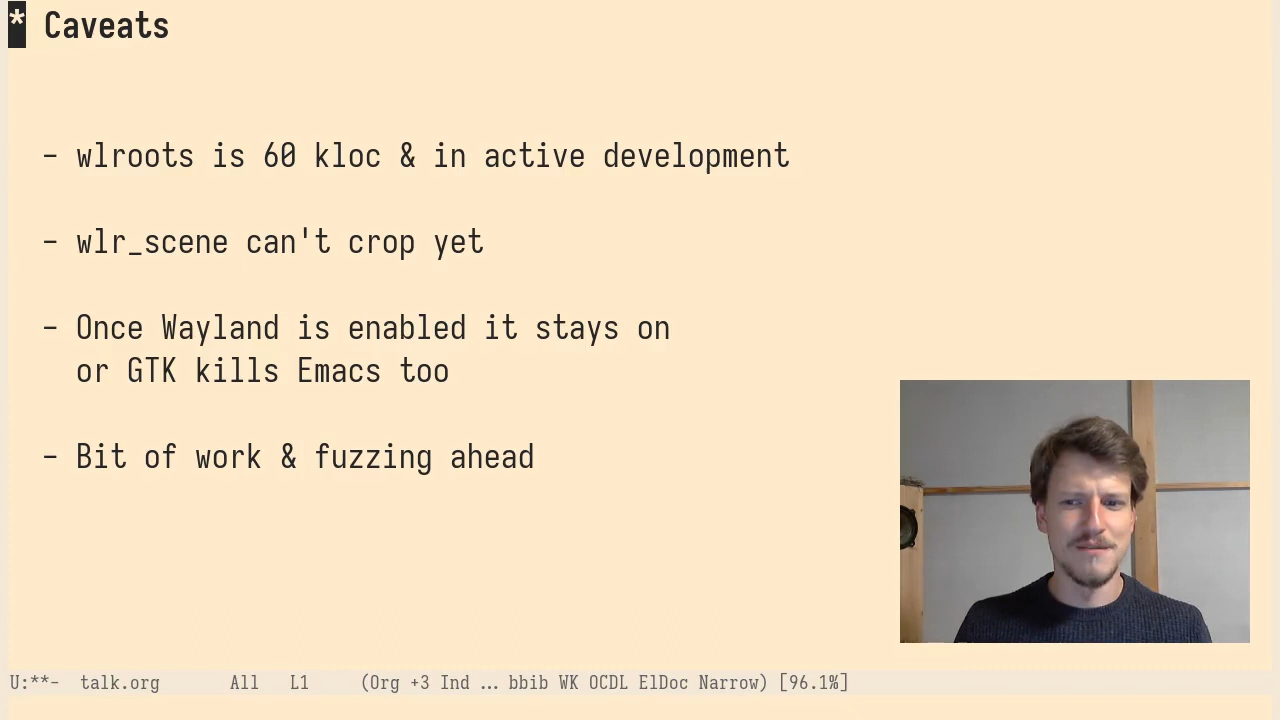 * Caveats
- wlroots is 60 kloc & in active development
- wlr_scene can't crop yet
- Once Wayland is enabled it stays on
or GTK kills Emacs too
- Bit of work & fuzzing ahead
U:**-  talk.org       All   L1     (Org +3 Ind ... bbib WK OCDL ElDoc Narrow) [96.1%]